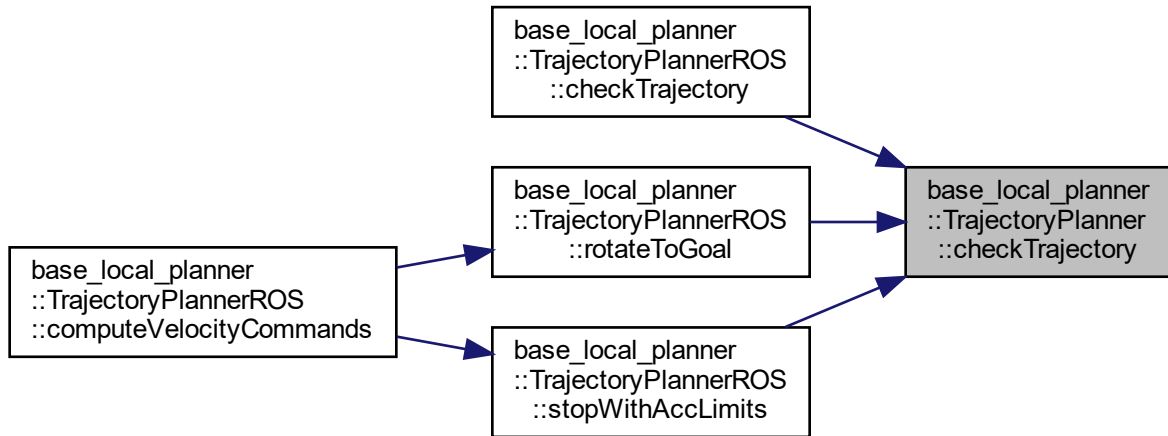 base_local_planner
::TrajectoryPlannerROS
::checkTrajectory
base_local_planner
::TrajectoryPlannerROS
::rotateToGoal
base_local_planner
::TrajectoryPlannerROS
::stopWithAccLimits
base_local_planner
::TrajectoryPlannerROS
::computeVelocityCommands
base_local_planner
::TrajectoryPlanner
::checkTrajectory